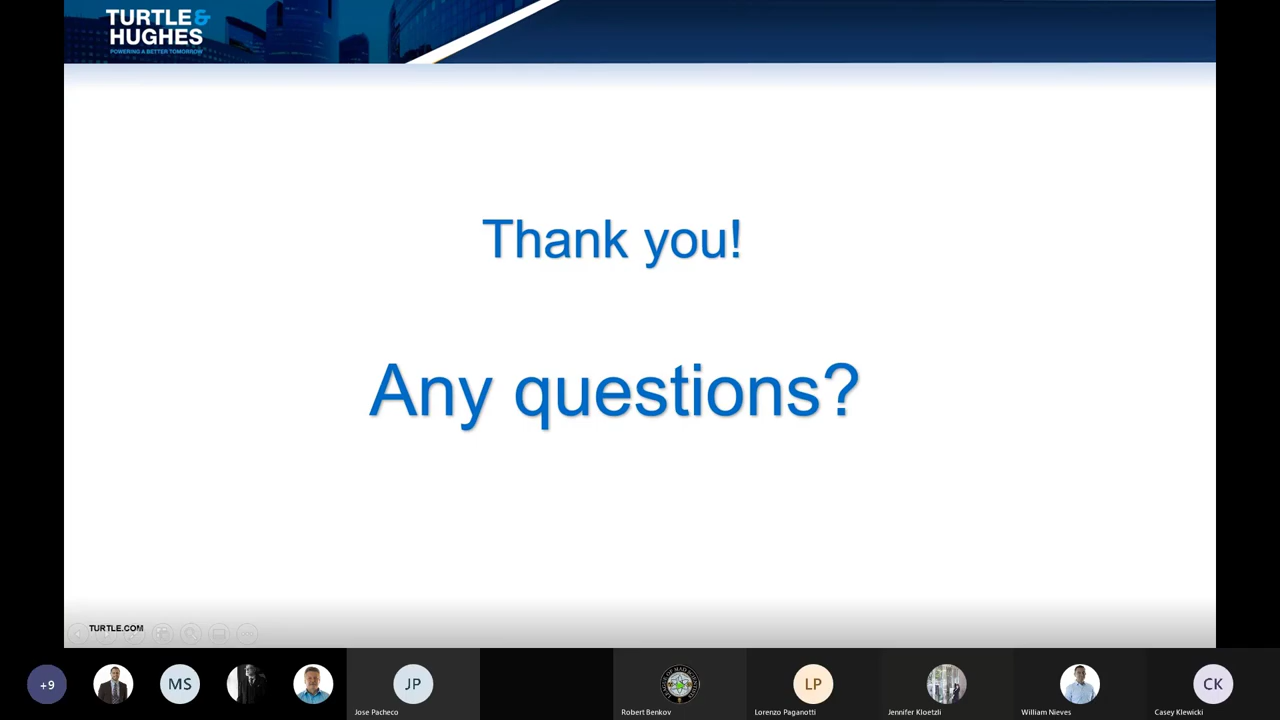 TURTLE&
HUGHES
POWERING A BETTER TOMORROW
Thank you!
Any questions?
TURTLE.COM
+9
MS
JP
Jose Pacheco
Robert Benkov
LP
Lorenzo Paganotti
Jennifer Kloetzli
William Nieves
CK
Casey Klewicki